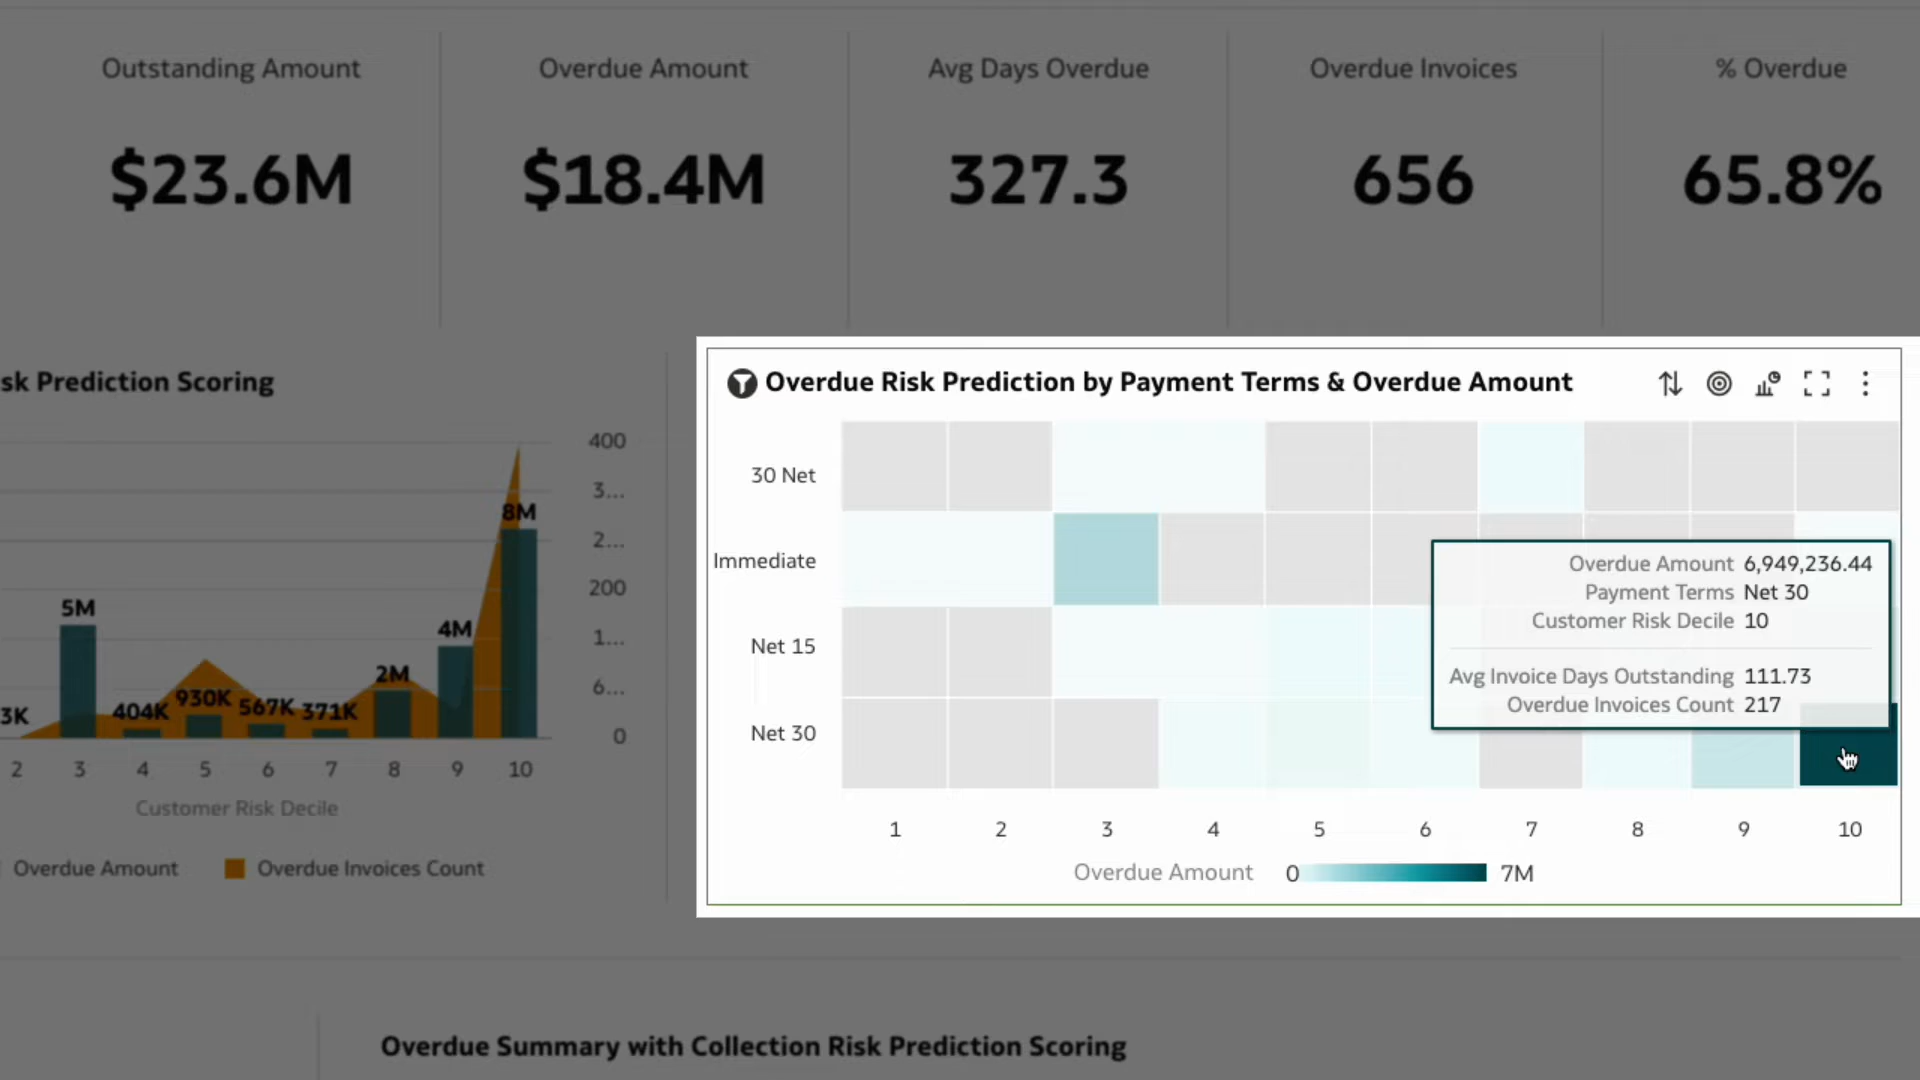 Outstanding Amount
Overdue Amount
Avg Days Overdue
Overdue Invoices
% Overdue
$23.6M
$18.4M
327.3
656
65.8%
sk Prediction Scoring
400
3...
2...
200
1...
6...
0
3K
5M
404K
930K
567K
371K
2M
4M
8M
2 3 4 5 6 7 8 9 10
Customer Risk Decile
Overdue Amount
Overdue Invoices Count
Overdue Risk Prediction by Payment Terms & Overdue Amount
30 Net
Immediate
Net 15
Net 30
Overdue Amount 6,949,236.44
Payment Terms Net 30
Customer Risk Decile 10
Avg Invoice Days Outstanding 111.73
Overdue Invoices Count 217
1 2 3 4 5 6 7 8 9 10
Overdue Amount 0 7M
Overdue Summary with Collection Risk Prediction Scoring